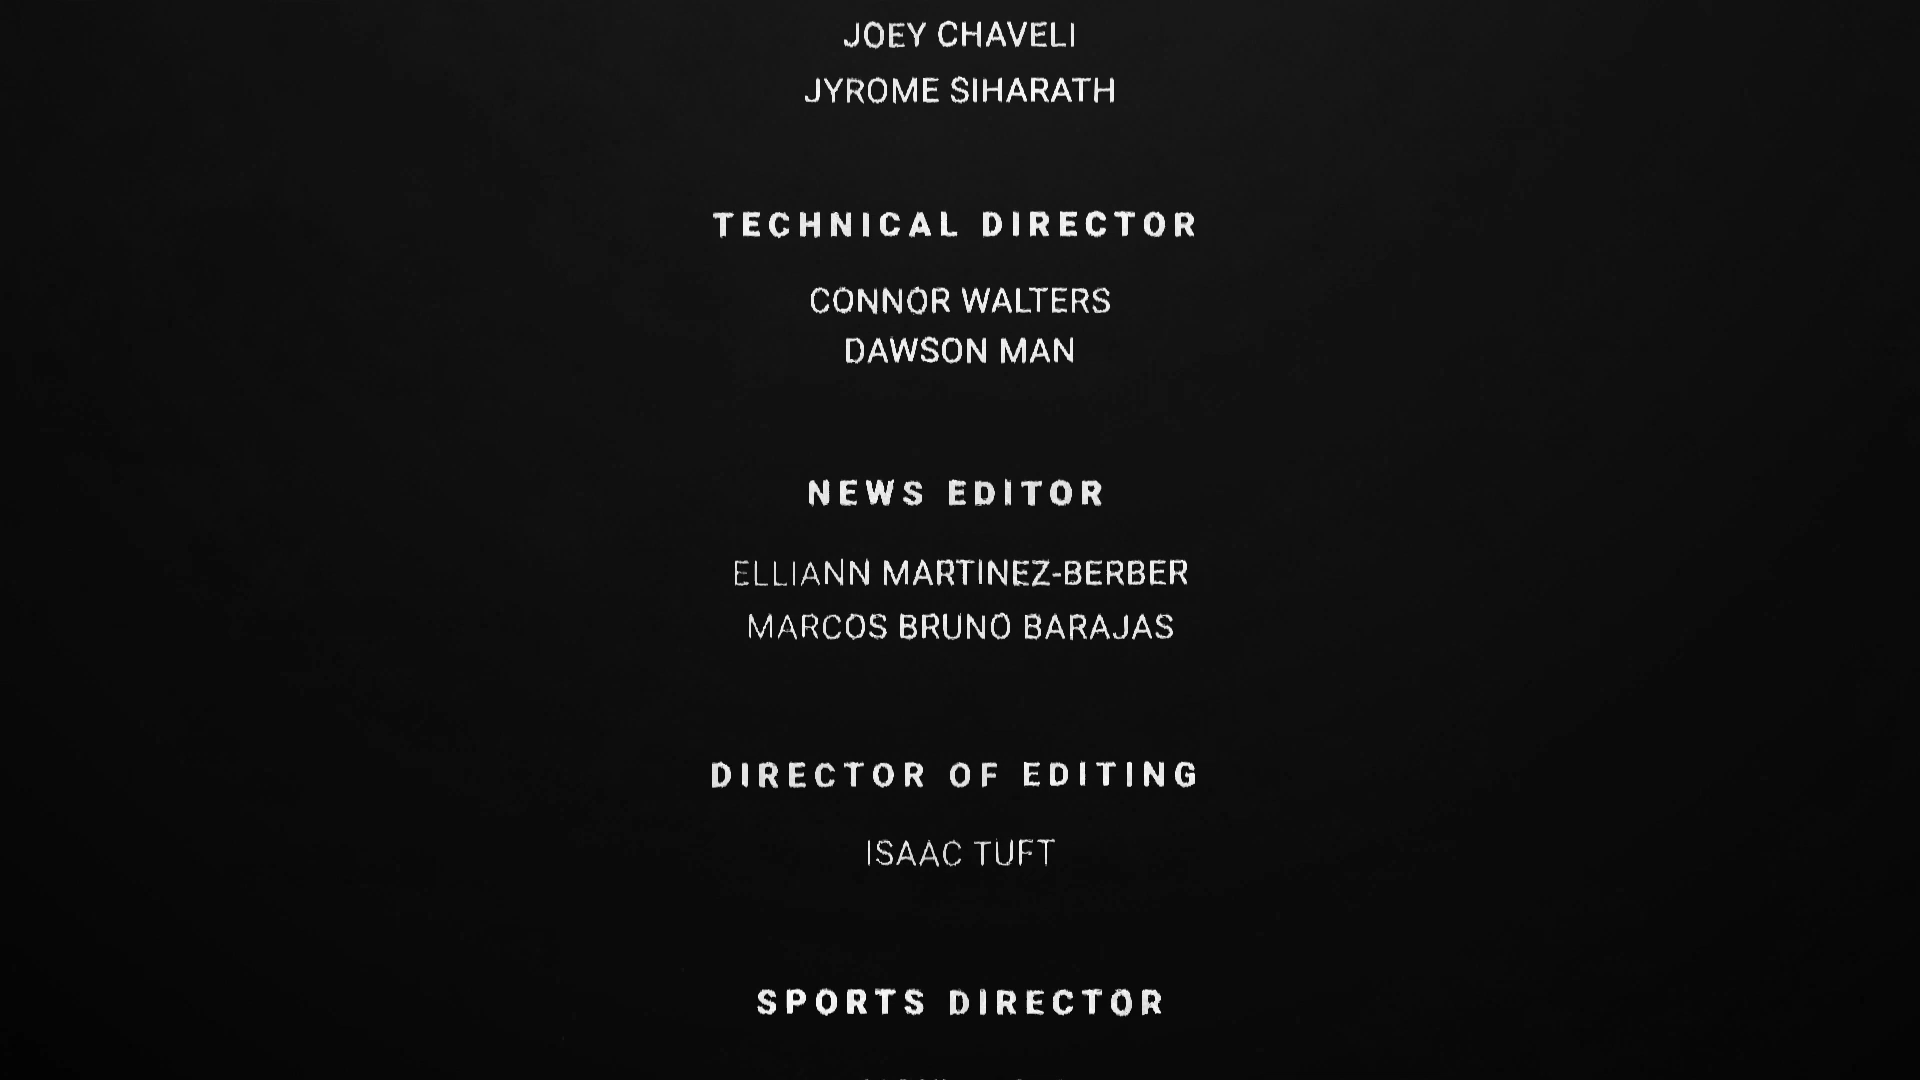 JOEY CHAVELI
JYROME SIHARATH
TECHNICAL DIRECTOR
CONNOR WALTERS
DAWSON MAN
NEWS EDITOR
ELLIANN MARTINEZ-BERBER
MARCOS BRUNO BARAJAS
DIRECTOR OF EDITING
ISAAC TUFT
SPORTS DIRECTOR